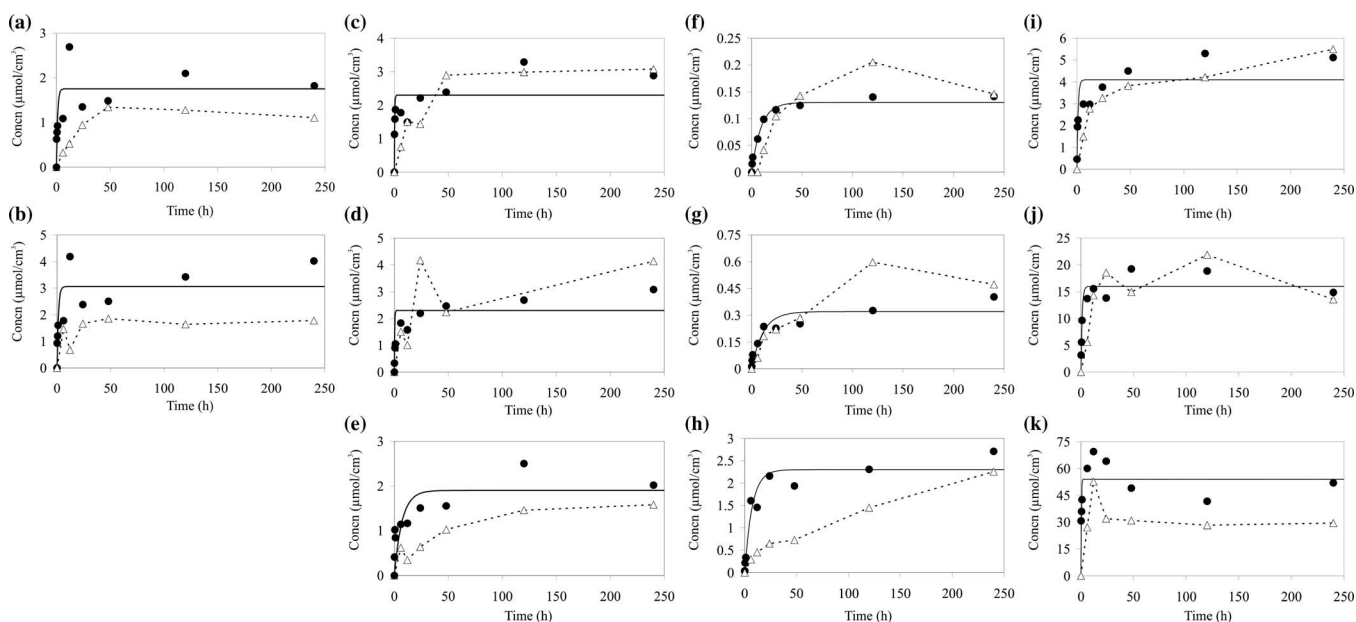 (a)
Concn (µmol/cm³)
3
2
1
0
0 50 100 150 200 250
Time (h)
(b)
Concn (µmol/cm³)
5
4
3
2
1
0
0 50 100 150 200 250
Time (h)
(c)
Concn (µmol/cm³)
4
3
2
1
0
0 50 100 150 200 250
Time (h)
(d)
Concn (µmol/cm³)
5
4
3
2
1
0
0 50 100 150 200 250
Time (h)
(e)
Concn (µmol/cm³)
3
2
1
0
0 50 100 150 200 250
Time (h)
(f)
Concn (µmol/cm³)
0.25
0.2
0.15
0.1
0.05
0
0 50 100 150 200 250
Time (h)
(g)
Concn (µmol/cm³)
0.75
0.6
0.45
0.3
0.15
0
0 50 100 150 200 250
Time (h)
(h)
Concn (µmol/cm³)
3
2.5
2
1.5
1
0.5
0
0 50 100 150 200 250
Time (h)
(i)
Concn (µmol/cm³)
6
5
4
3
2
1
0
0 50 100 150 200 250
Time (h)
(j)
Concn (µmol/cm³)
25
20
15
10
5
0
0 50 100 150 200 250
Time (h)
(k)
Concn (µmol/cm³)
75
60
45
30
15
0
0 50 100 150 200 250
Time (h)